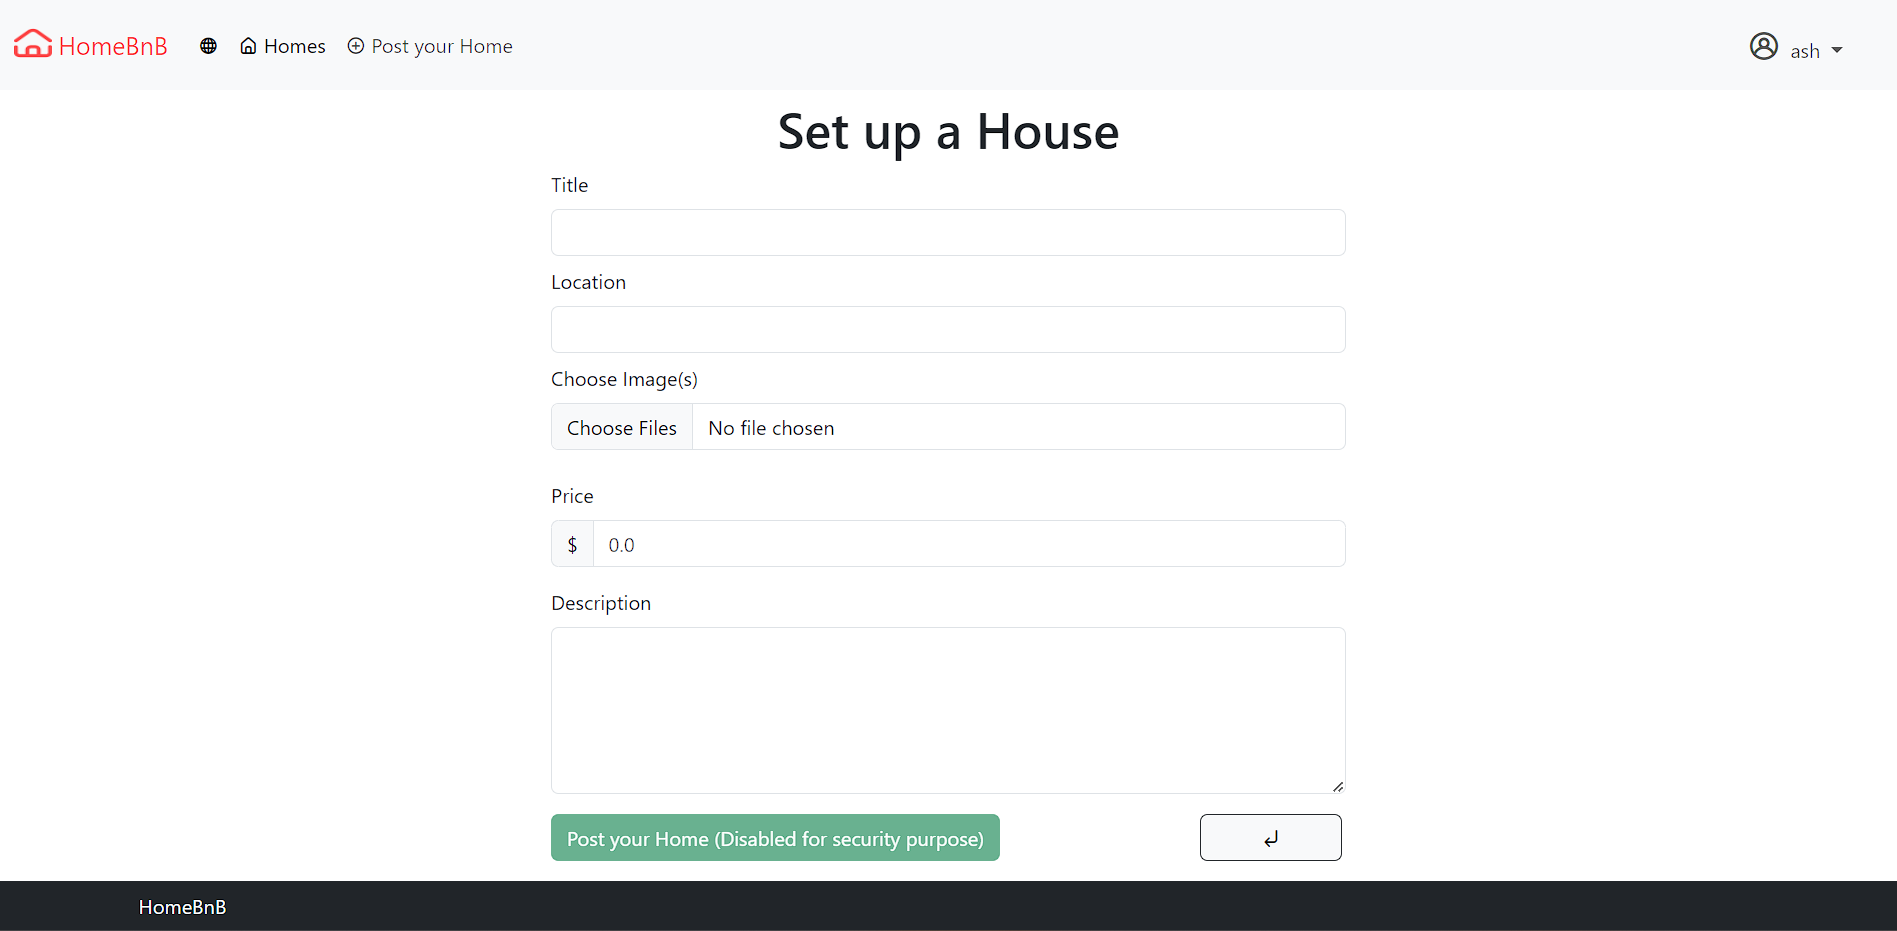 HomeBnB Homes Post your Home ash
Set up a House
Title
Location
Choose Image(s)
Choose Files No file chosen
Price
$ 0.0
Description
Post your Home (Disabled for security purpose)
HomeBnB